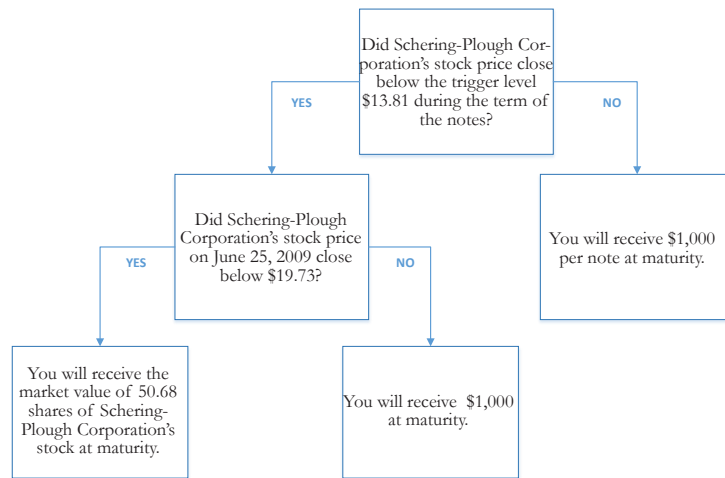 Did Schering-Plough Cor-
poration's stock price close
below the trigger level
$13.81 during the term of
the notes?
YES
NO
Did Schering-Plough
Corporation's stock price
on June 25, 2009 close
below $19.73?
You will receive $1,000
per note at maturity.
YES
NO
You will receive the
market value of 50.68
shares of Schering-
Plough Corporation's
stock at maturity.
You will receive $1,000
at maturity.